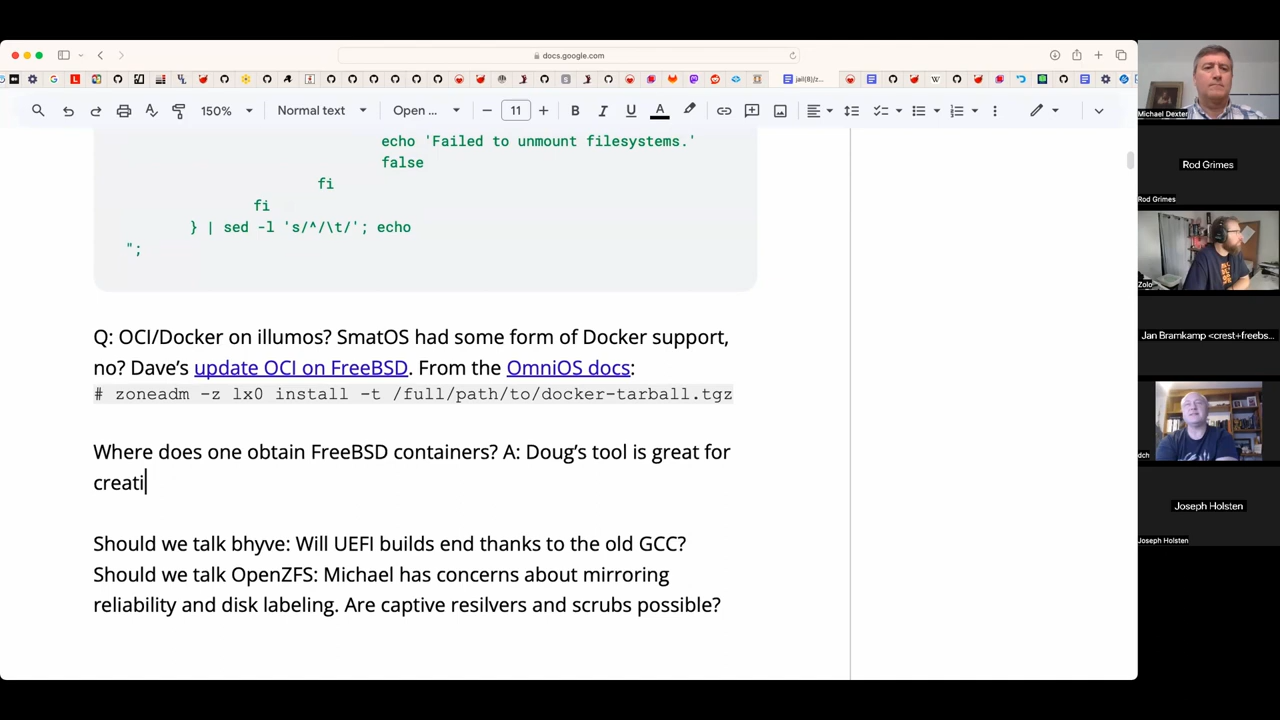 docs.google.com
jail(8)/z...
150%
Normal text
Open ...
11
echo 'Failed to unmount filesystems.'
false
fi
fi
} | sed -l 's/^/\t/'; echo
";
Q: OCI/Docker on illumos? SmatOS had some form of Docker support,
no? Dave's update OCI on FreeBSD. From the OmniOS docs:
# zoneadm -z lx0 install -t /full/path/to/docker-tarball.tgz
Where does one obtain FreeBSD containers? A: Doug's tool is great for
creati
Should we talk bhyve: Will UEFI builds end thanks to the old GCC?
Should we talk OpenZFS: Michael has concerns about mirroring
reliability and disk labeling. Are captive resilvers and scrubs possible?
Michael Dexter
Rod Grimes
Rod Grimes
Zolo
Jan Bramkamp <crest+freebs...
dch
Joseph Holsten
Joseph Holsten